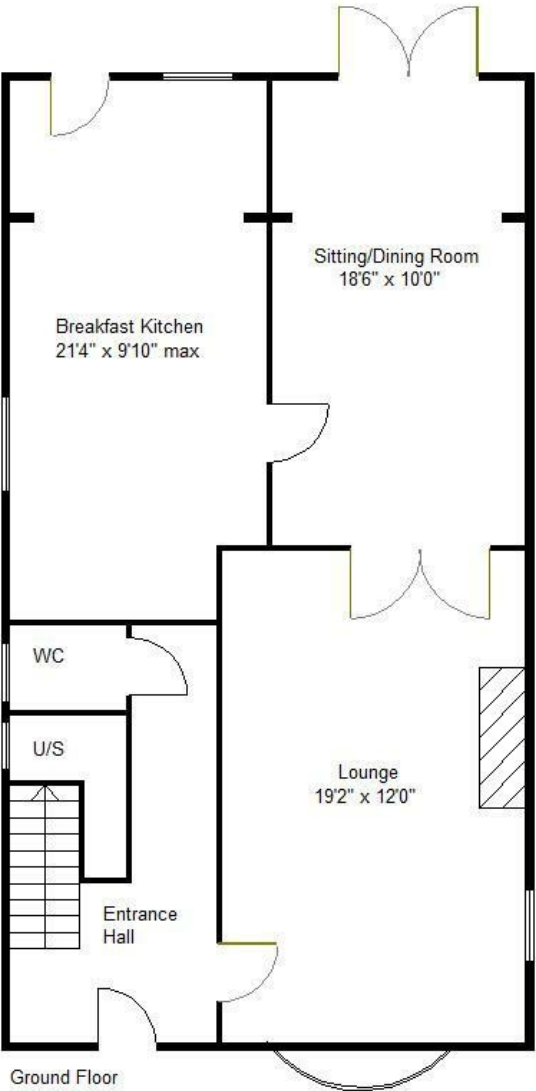 Sitting/Dining Room
18'6" x 10'0"
Breakfast Kitchen
21'4" x 9'10" max
WC
U/S
Lounge
19'2" x 12'0"
Entrance
Hall
Ground Floor